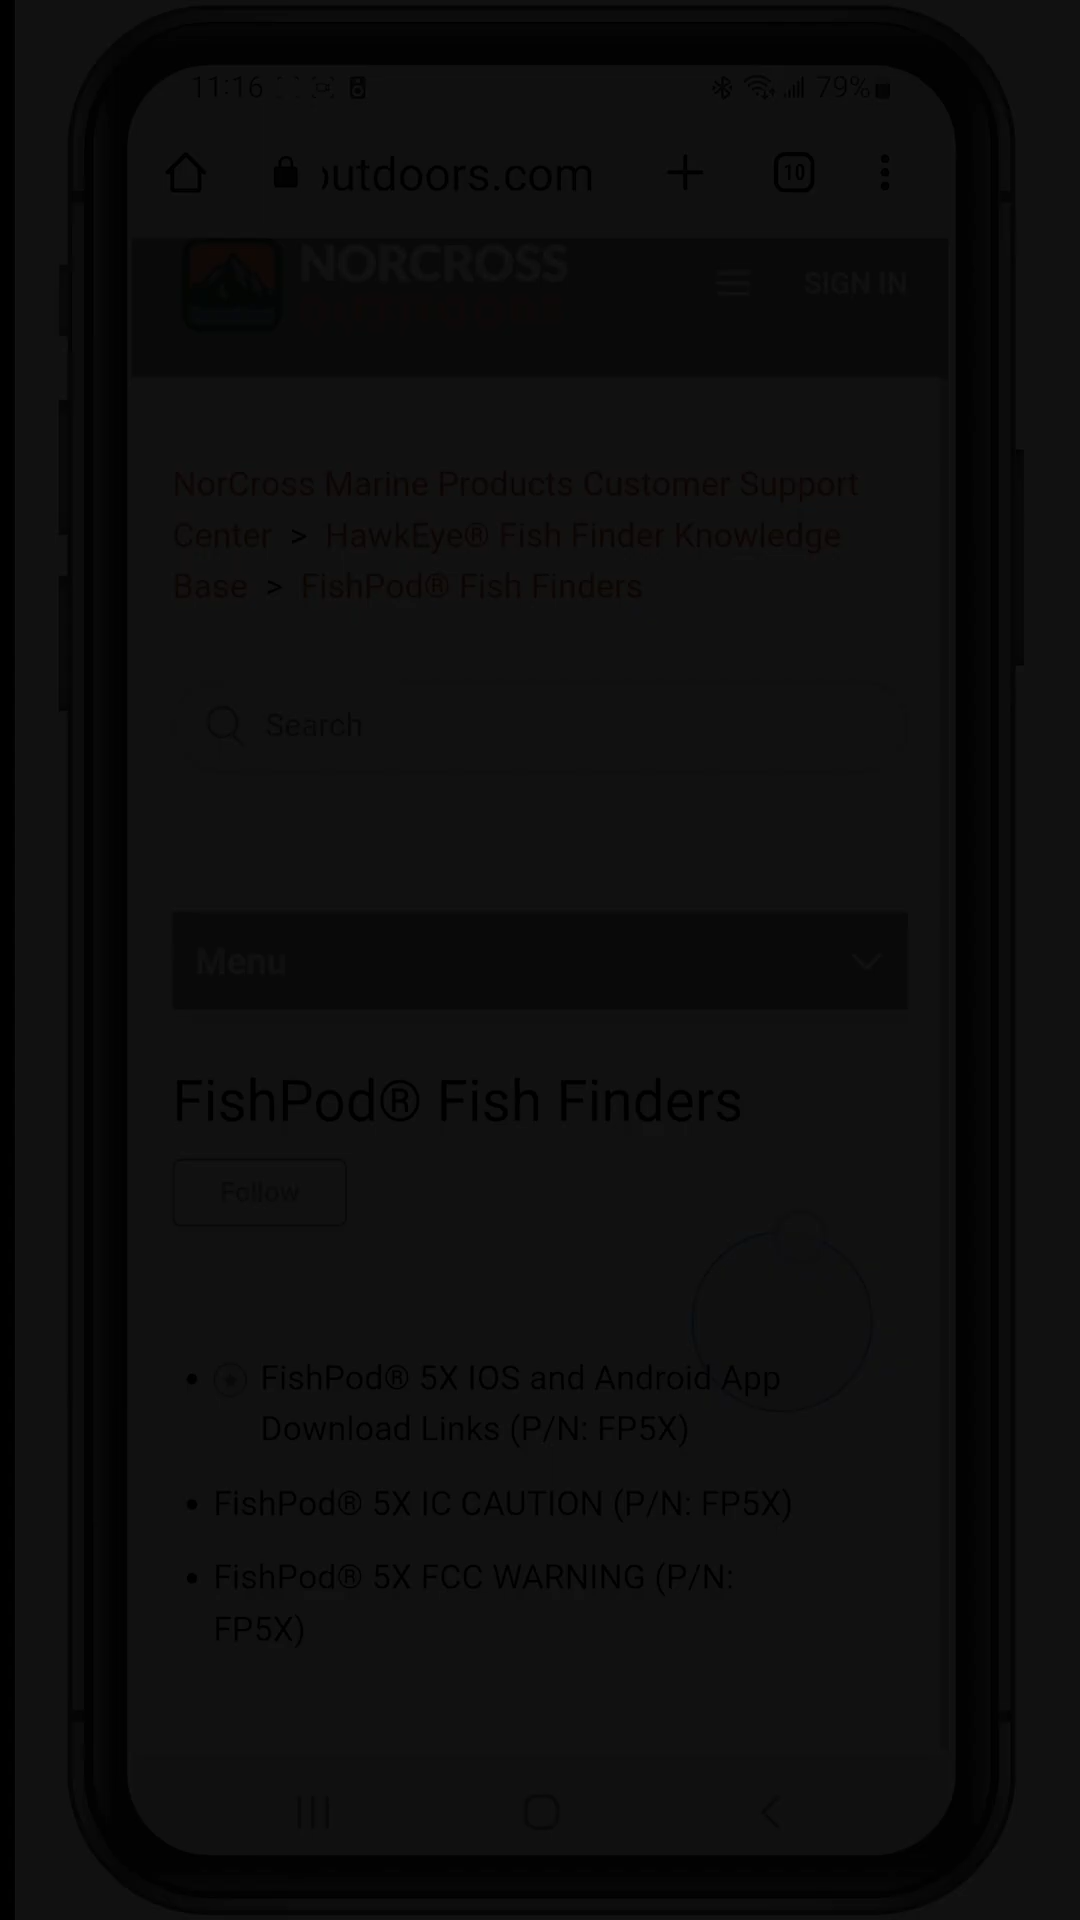 11:16
79%
outdoors.com
10
NORCROSS
OUTDOORS
SIGN IN
NorCross Marine Products Customer Support
Center > HawkEye® Fish Finder Knowledge
Base > FishPod® Fish Finders
Search
Menu
FishPod® Fish Finders
Follow
• FishPod® 5X IOS and Android App
Download Links (P/N: FP5X)
• FishPod® 5X IC CAUTION (P/N: FP5X)
• FishPod® 5X FCC WARNING (P/N:
FP5X)